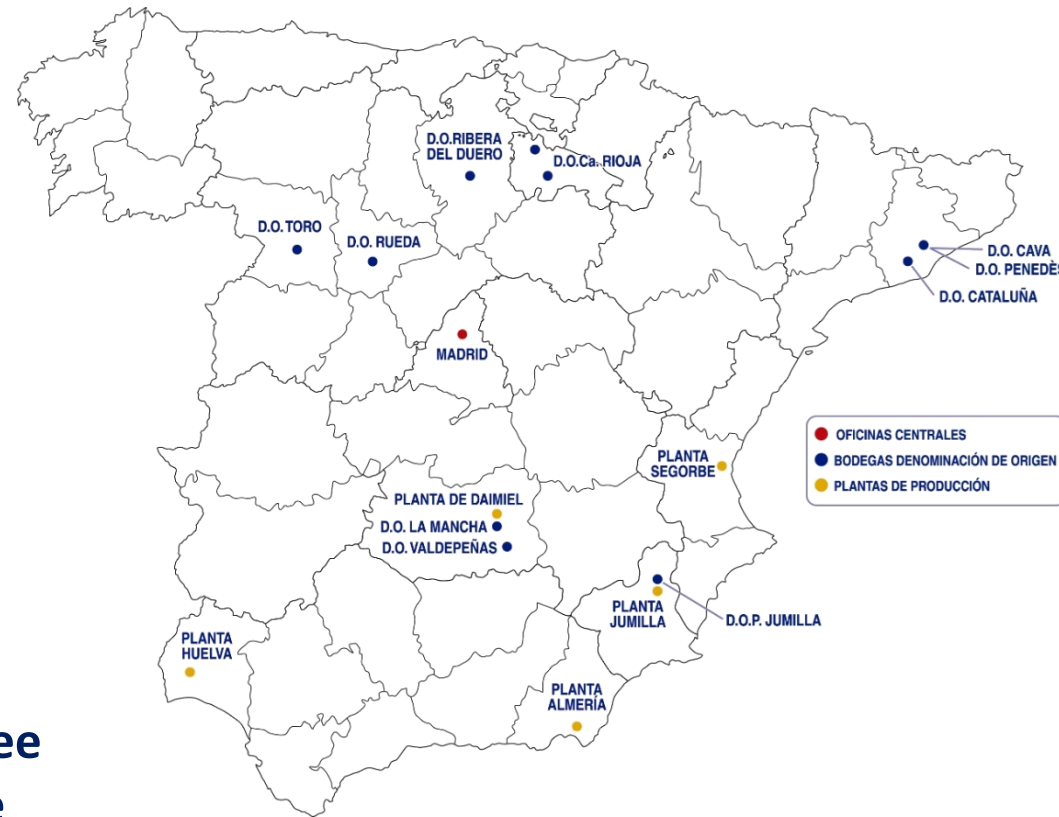 D.O.RIBERA
DEL DUERO
D.O.Ca. RIOJA
D.O. TORO
D.O. RUEDA
D.O. CAVA
D.O. PENEDÈS
D.O. CATALUÑA
MADRID
OFICINAS CENTRALES
BODEGAS DENOMINACIÓN DE ORIGEN
PLANTAS DE PRODUCCIÓN
PLANTA
SEGORBE
PLANTA DE DAIMIEL
D.O. LA MANCHA
D.O. VALDEPEÑAS
PLANTA
JUMILLA
D.O.P. JUMILLA
PLANTA
HUELVA
PLANTA
ALMERÍA